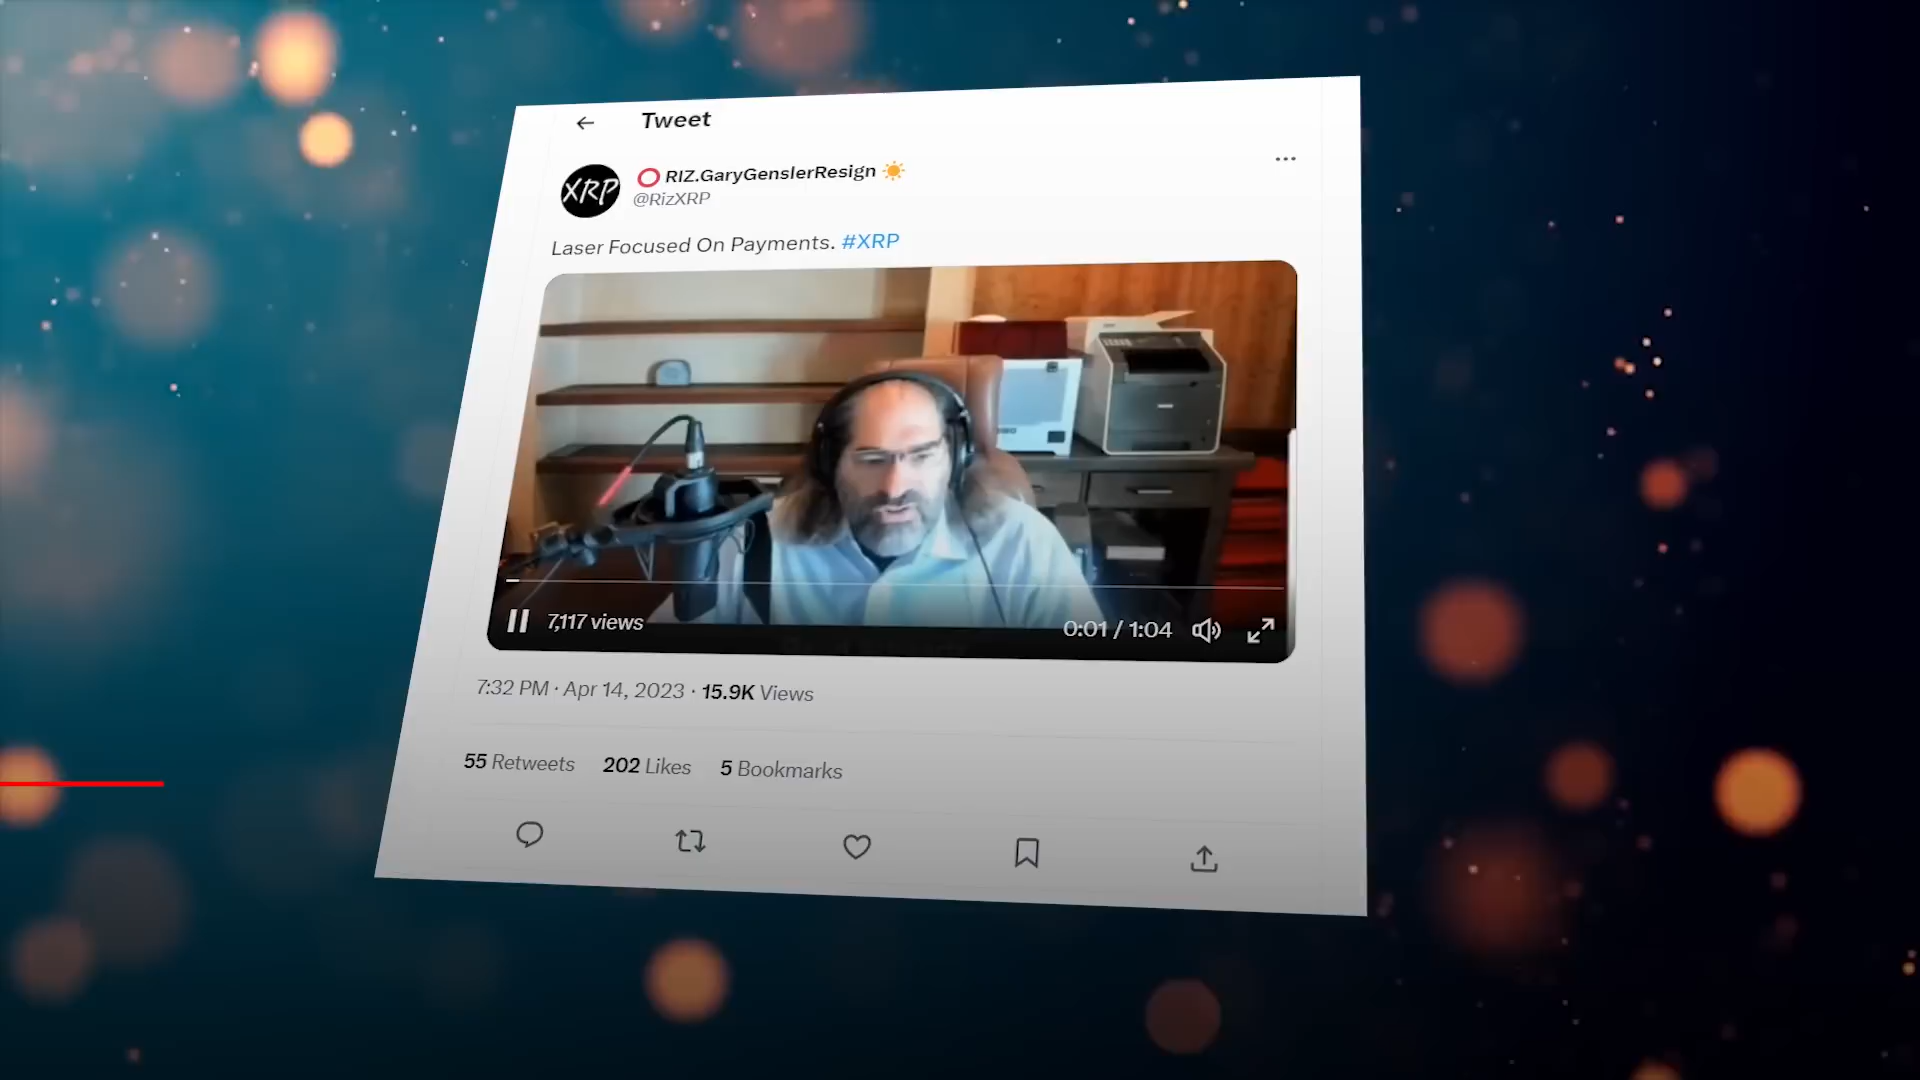 Tweet
XRP
RIZ.GaryGenslerResign
@RizXRP
Laser Focused On Payments. #XRP
7,117 views
0:01 / 1:04
7:32 PM · Apr 14, 2023 · 15.9K Views
55 Retweets 202 Likes 5 Bookmarks